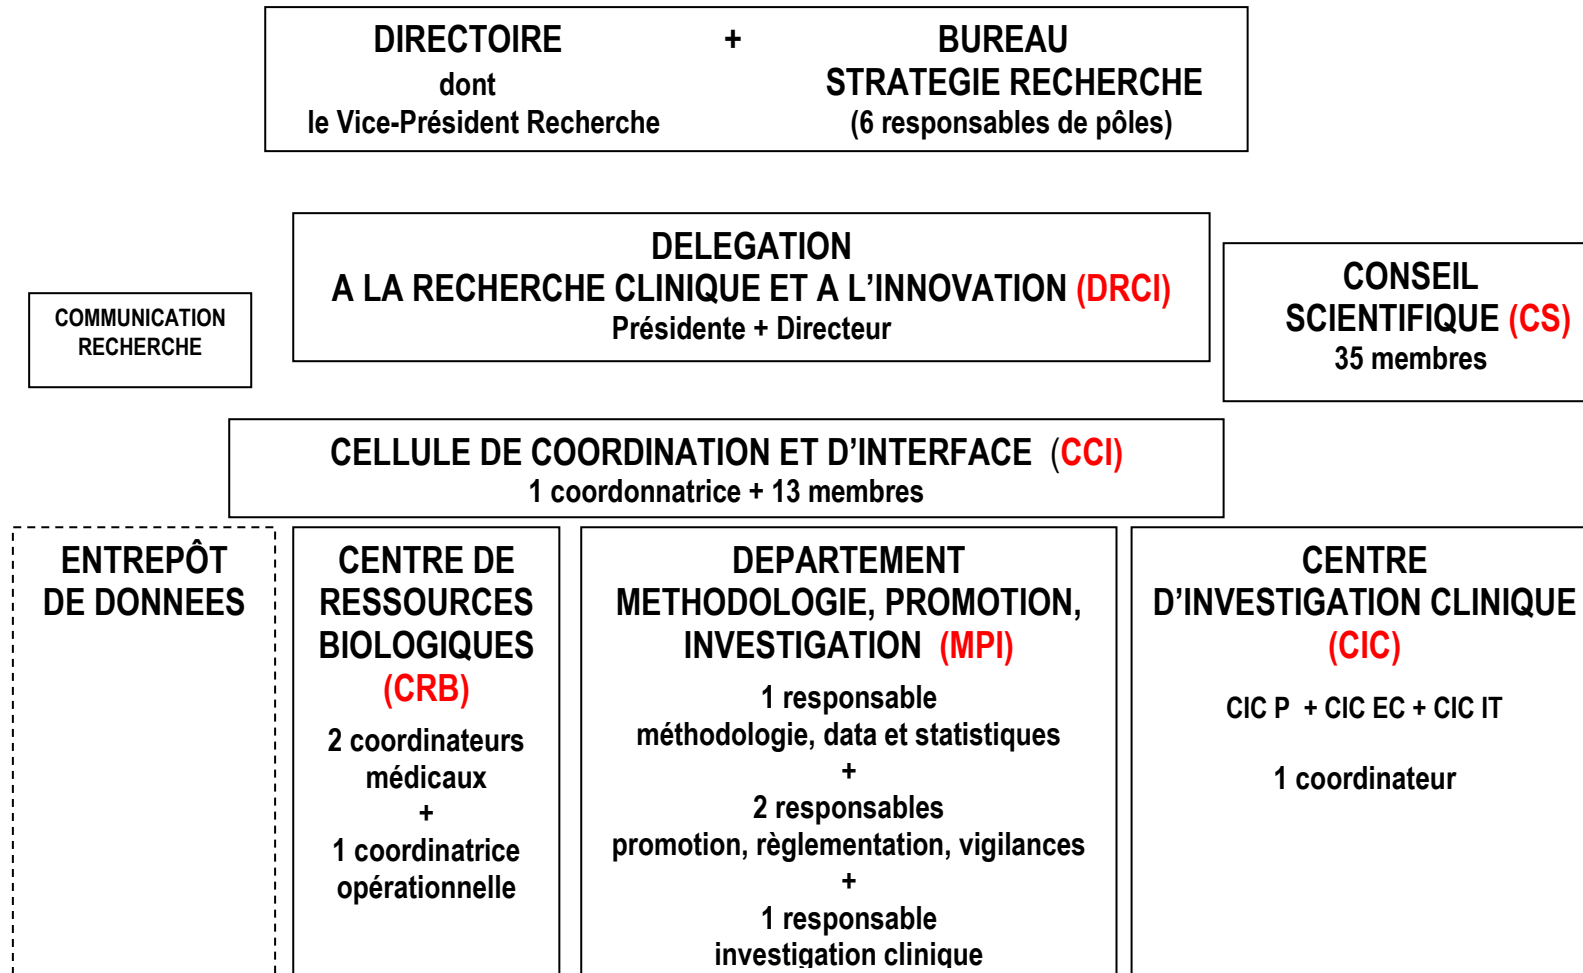 DIRECTOIRE + BUREAU
dont STRATEGIE RECHERCHE
le Vice-Président Recherche (6 responsables de pôles)
DELEGATION
A LA RECHERCHE CLINIQUE ET A L'INNOVATION (DRCI)
Présidente + Directeur
CONSEIL
SCIENTIFIQUE (CS)
35 membres
COMMUNICATION
RECHERCHE
CELLULE DE COORDINATION ET D'INTERFACE (CCI)
1 coordonnatrice + 13 membres
ENTREPÔT
DE DONNEES
CENTRE DE
RESSOURCES
BIOLOGIQUES
(CRB)
2 coordinateurs
médicaux
+
1 coordinatrice
opérationnelle
DEPARTEMENT
METHODOLOGIE, PROMOTION,
INVESTIGATION (MPI)
1 responsable
méthodologie, data et statistiques
+
2 responsables
promotion, règlementation, vigilances
+
1 responsable
investigation clinique
CENTRE
D'INVESTIGATION CLINIQUE
(CIC)
CIC P + CIC EC + CIC IT
1 coordinateur